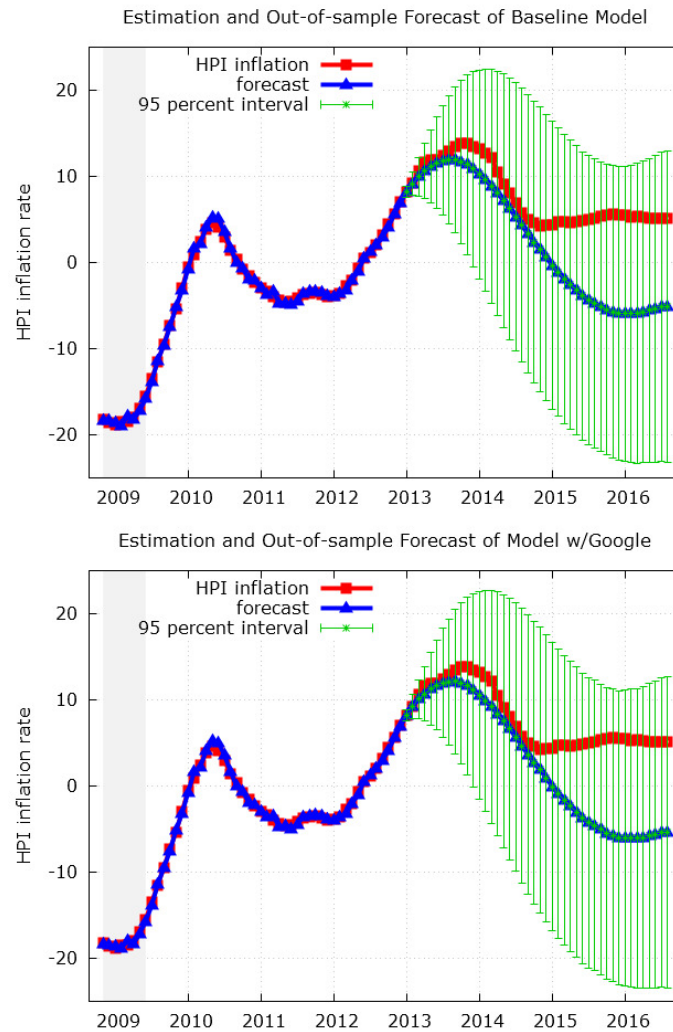 Estimation and Out-of-sample Forecast of Baseline Model
HPI inflation
forecast
95 percent interval
HPI inflation rate
20
10
0
-10
-20
2009 2010 2011 2012 2013 2014 2015 2016
Estimation and Out-of-sample Forecast of Model w/Google
HPI inflation
forecast
95 percent interval
HPI inflation rate
20
10
0
-10
-20
2009 2010 2011 2012 2013 2014 2015 2016